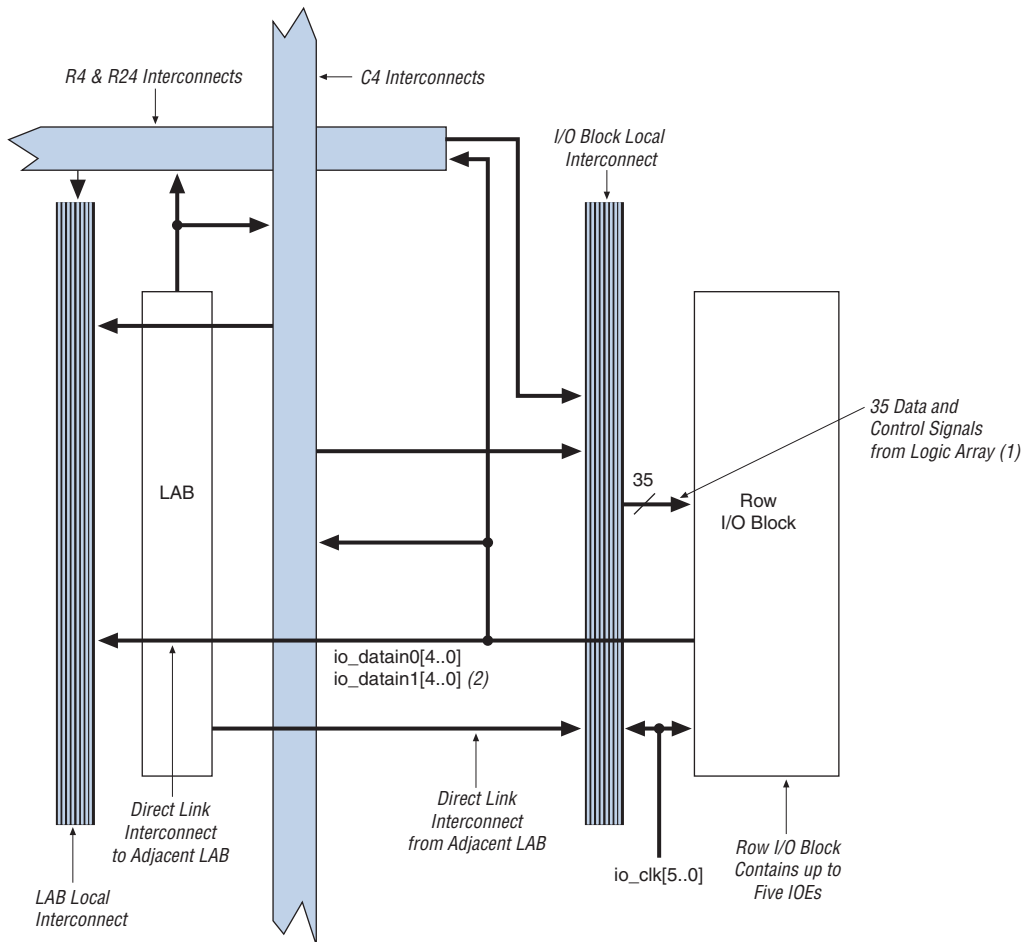 R4 & R24 Interconnects
C4 Interconnects
I/O Block Local
Interconnect
35 Data and
Control Signals
from Logic Array (1)
35
LAB
Row
I/O Block
io_datain0[4..0]
io_datain1[4..0] (2)
Direct Link
Interconnect
to Adjacent LAB
Direct Link
Interconnect
from Adjacent LAB
io_clk[5..0]
Row I/O Block
Contains up to
Five IOEs
LAB Local
Interconnect